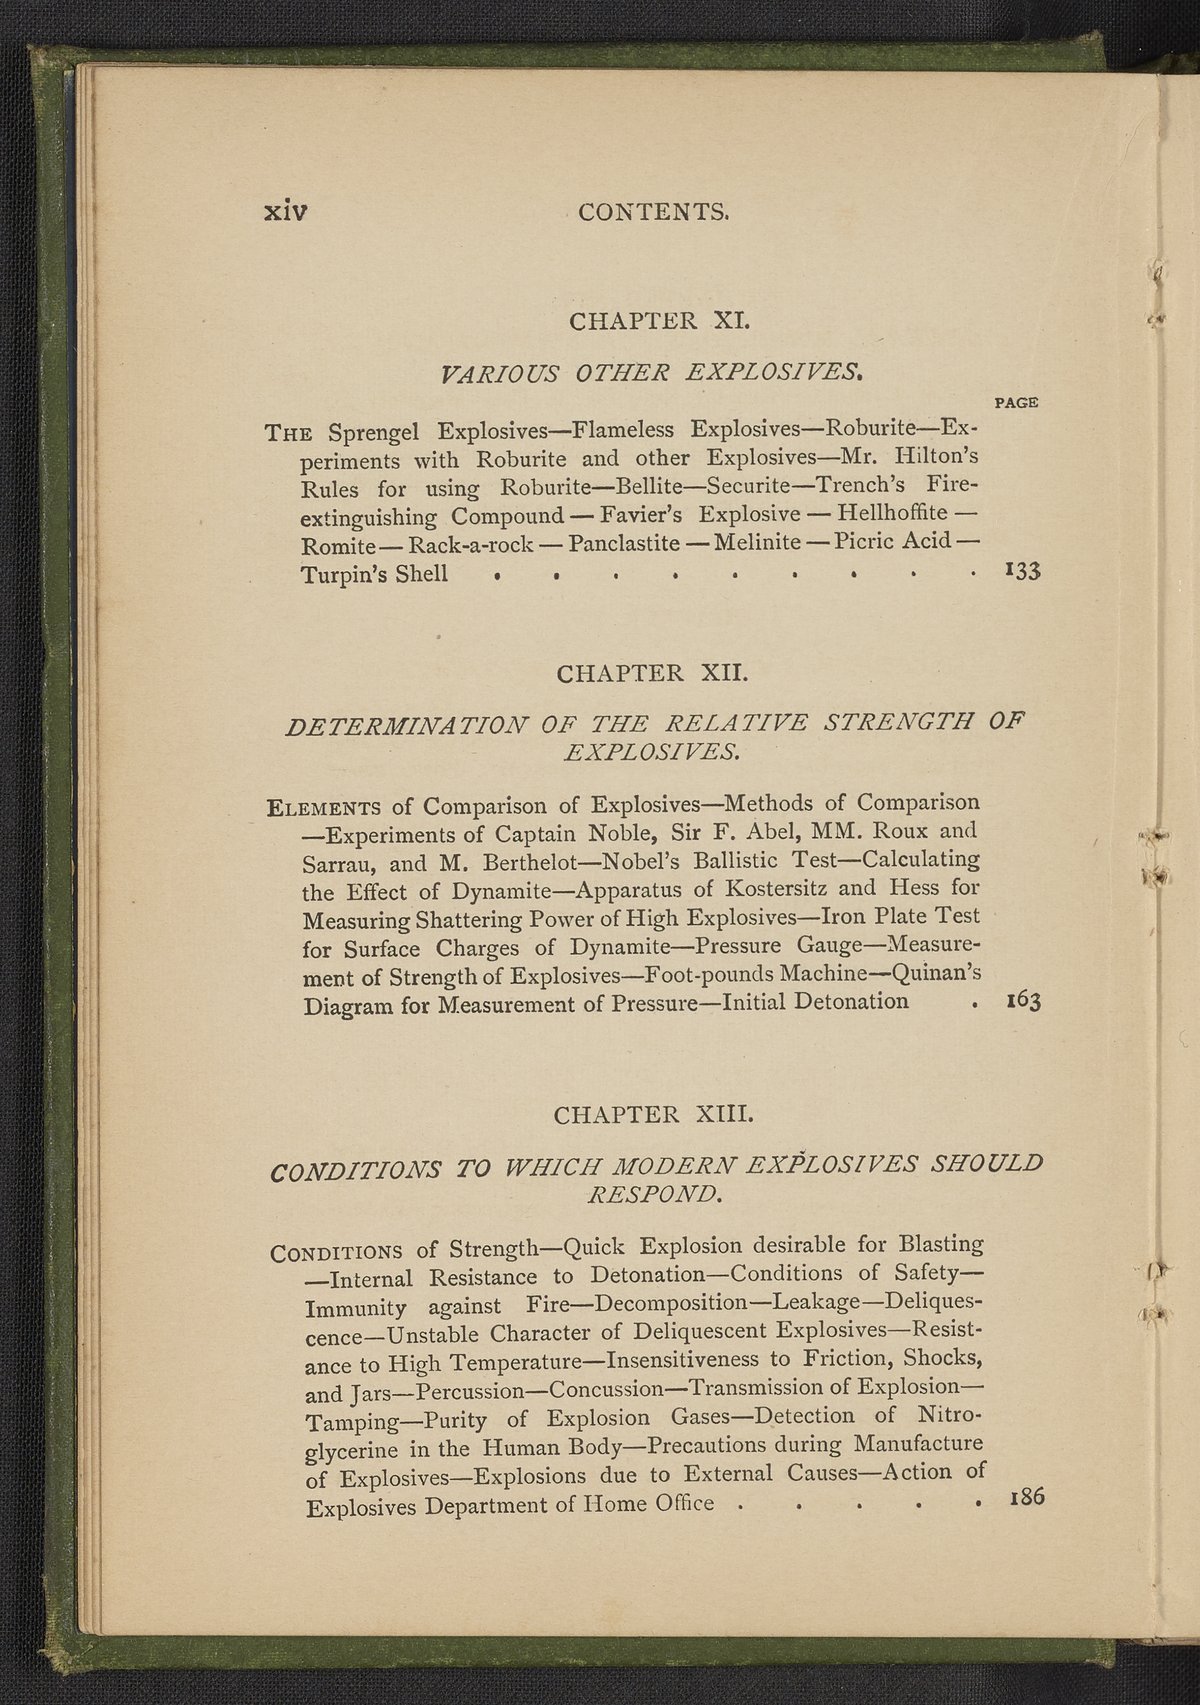 xiv CONTENTS.
CHAPTER XI.
VARIOUS OTHER EXPLOSIVES.
PAGE
THE Sprengel Explosives—Flameless Explosives—Roburite—Ex-
periments with Roburite and other Explosives—Mr. Hilton's
Rules for using Roburite—Bellite—Securite—Trench's Fire-
extinguishing Compound — Favier's Explosive — Hellhoffite —
Romite— Rack-a-rock — Panclastite — Melinite — Picric Acid —
Turpin's Shell . . . . . . . . . 133
CHAPTER XII.
DETERMINATION OF THE RELATIVE STRENGTH OF
EXPLOSIVES.
ELEMENTS of Comparison of Explosives—Methods of Comparison
—Experiments of Captain Noble, Sir F. Abel, MM. Roux and
Sarrau, and M. Berthelot—Nobel's Ballistic Test—Calculating
the Effect of Dynamite—Apparatus of Kostersitz and Hess for
Measuring Shattering Power of High Explosives—Iron Plate Test
for Surface Charges of Dynamite—Pressure Gauge—Measure-
ment of Strength of Explosives—Foot-pounds Machine—Quinan's
Diagram for Measurement of Pressure—Initial Detonation . 163
CHAPTER XIII.
CONDITIONS TO WHICH MODERN EXPLOSIVES SHOULD
RESPOND.
CONDITIONS of Strength—Quick Explosion desirable for Blasting
—Internal Resistance to Detonation—Conditions of Safety—
Immunity against Fire—Decomposition—Leakage—Deliques-
cence—Unstable Character of Deliquescent Explosives—Resist-
ance to High Temperature—Insensitiveness to Friction, Shocks,
and Jars—Percussion—Concussion—Transmission of Explosion—
Tamping—Purity of Explosion Gases—Detection of Nitro-
glycerine in the Human Body—Precautions during Manufacture
of Explosives—Explosions due to External Causes—Action of
Explosives Department of Home Office . . . . . 186